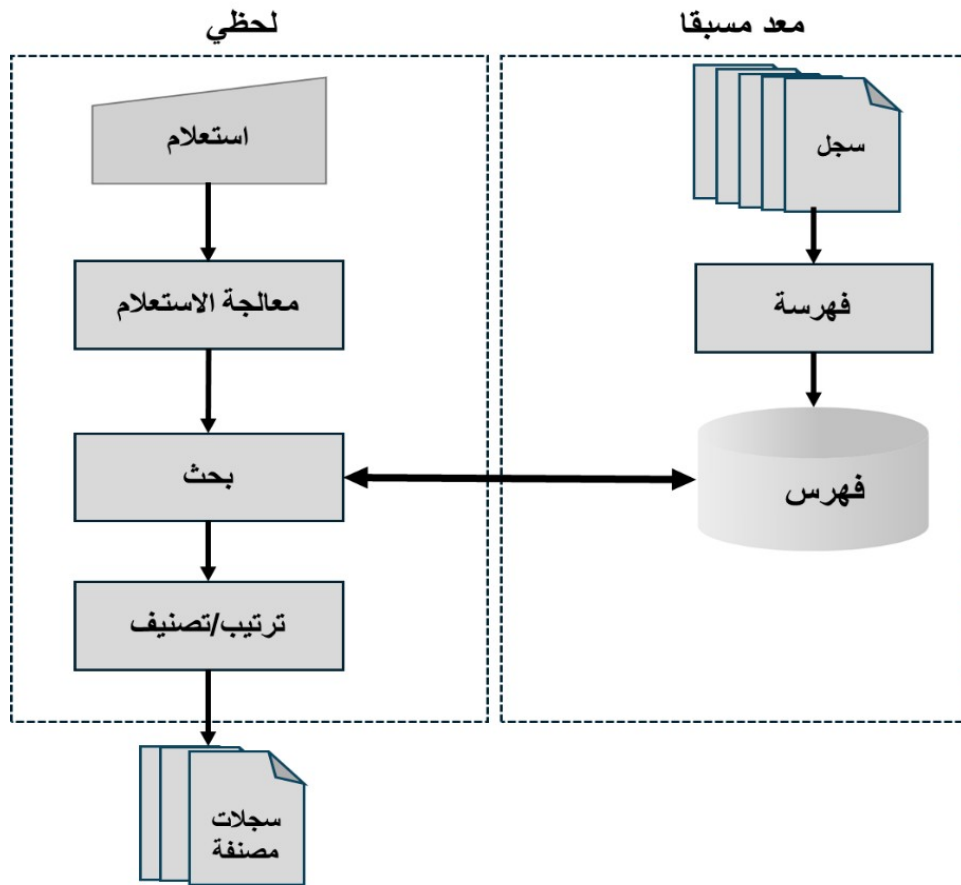 معد مسبقا
لحظي
سجل
فهرسة
فهرس
استعلام
معالجة الاستعلام
بحث
ترتيب/تصنيف
سجلات
مصنفة